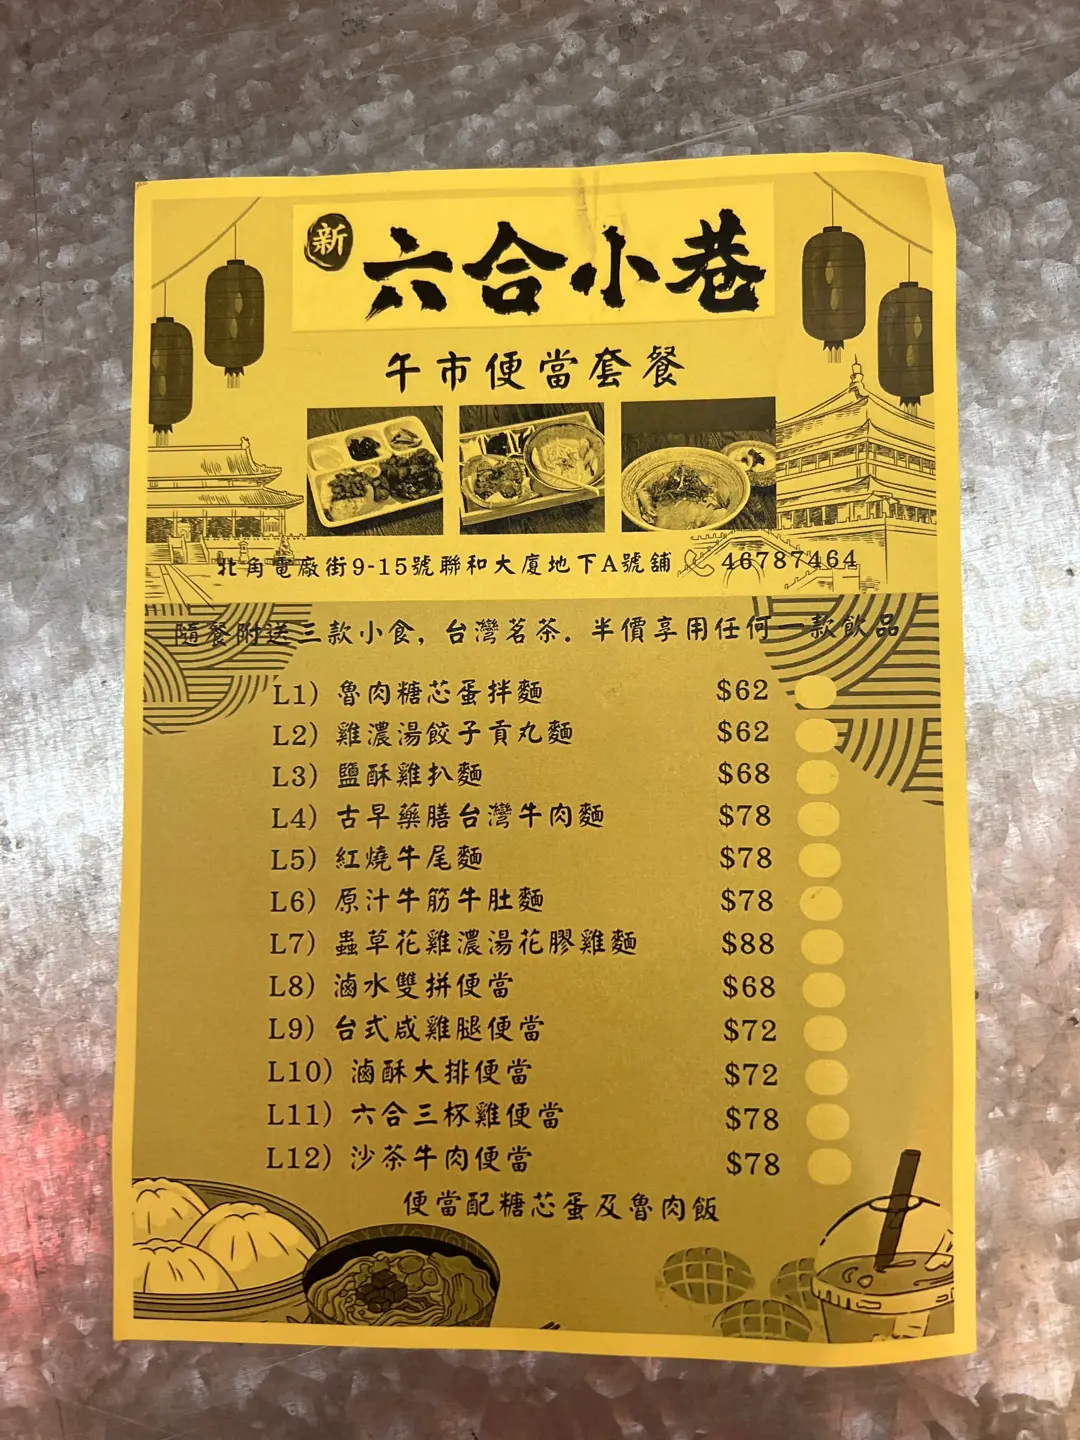 新 六合小巷
午市便當套餐
北角電廠街9-15號聯和大廈地下A號舖 46787464
隨餐附送三款小食, 台灣茗茶. 半價享用任何一款飲品
L1) 魯肉糖芯蛋拌麵 $62
L2) 雞濃湯餃子貢丸麵 $62
L3) 鹽酥雞扒麵 $68
L4) 古早藥膳台灣牛肉麵 $78
L5) 紅燒牛尾麵 $78
L6) 原汁牛筋牛肚麵 $78
L7) 蟲草花雞濃湯花膠雞麵 $88
L8) 滷水雙拼便當 $68
L9) 台式咸雞腿便當 $72
L10) 滷酥大排便當 $72
L11) 六合三杯雞便當 $78
L12) 沙茶牛肉便當 $78
便當配糖芯蛋及魯肉飯